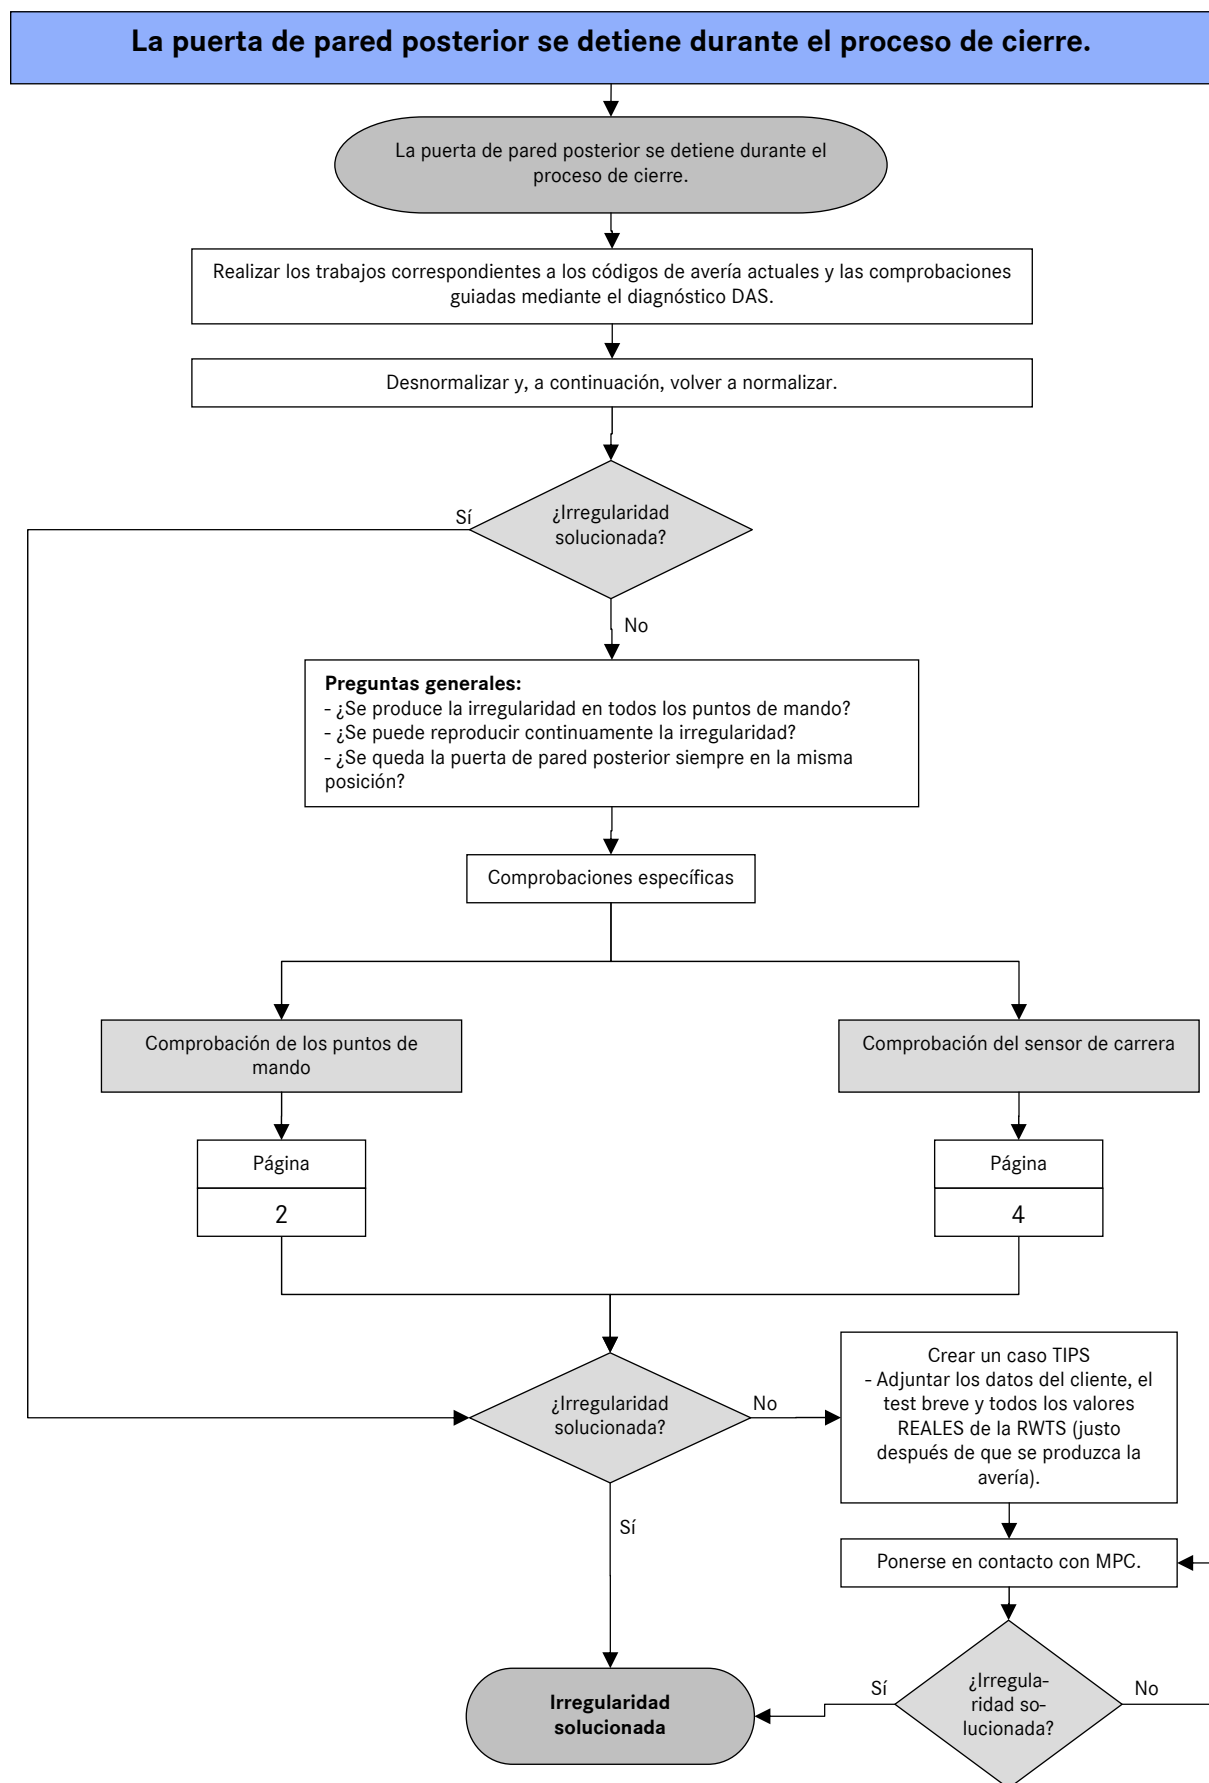 La puerta de pared posterior se detiene durante el proceso de cierre.
La puerta de pared posterior se detiene durante el
proceso de cierre.
Realizar los trabajos correspondientes a los códigos de avería actuales y las comprobaciones
guiadas mediante el diagnóstico DAS.
Desnormalizar y, a continuación, volver a normalizar.
Sí
¿Irregularidad
solucionada?
No
Preguntas generales:
- ¿Se produce la irregularidad en todos los puntos de mando?
- ¿Se puede reproducir continuamente la irregularidad?
- ¿Se queda la puerta de pared posterior siempre en la misma
posición?
Comprobaciones específicas
Comprobación de los puntos de
mando
Página
2
Comprobación del sensor de carrera
Página
4
¿Irregularidad
solucionada?
No
Crear un caso TIPS
- Adjuntar los datos del cliente, el
test breve y todos los valores
REALES de la RWTS (justo
después de que se produzca la
avería).
Sí
Ponerse en contacto con MPC.
Irregularidad
solucionada
Sí
¿Irregula-
ridad so-
lucionada?
No